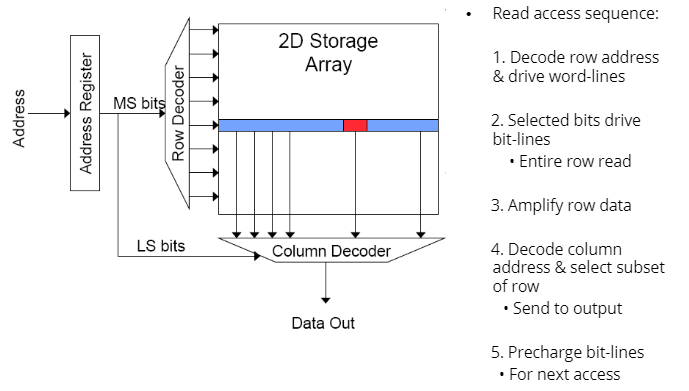 Address
Address Register
MS bits
LS bits
Row Decoder
2D Storage
Array
Column Decoder
Data Out
• Read access sequence:
1. Decode row address
& drive word-lines
2. Selected bits drive
bit-lines
• Entire row read
3. Amplify row data
4. Decode column
address & select subset
of row
• Send to output
5. Precharge bit-lines
• For next access